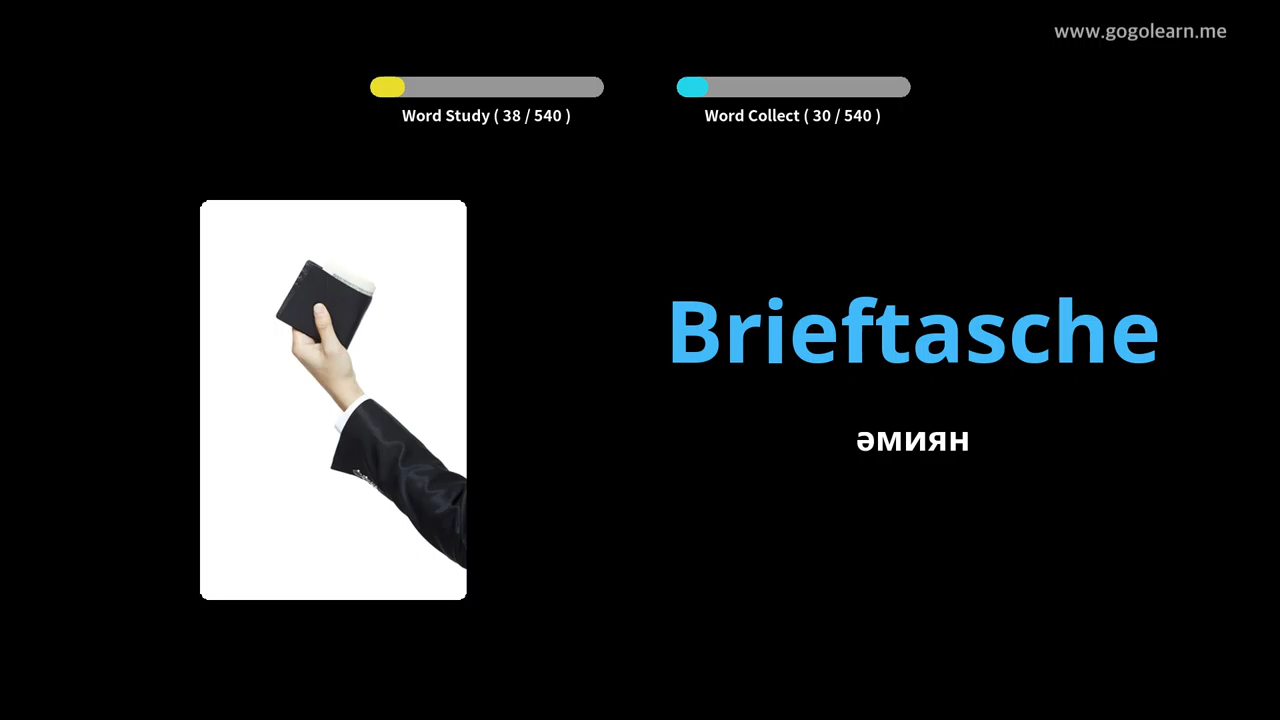 www.gogolearn.me
Word Study ( 38 / 540 )
Word Collect ( 30 / 540 )
Brieftasche
әмиян